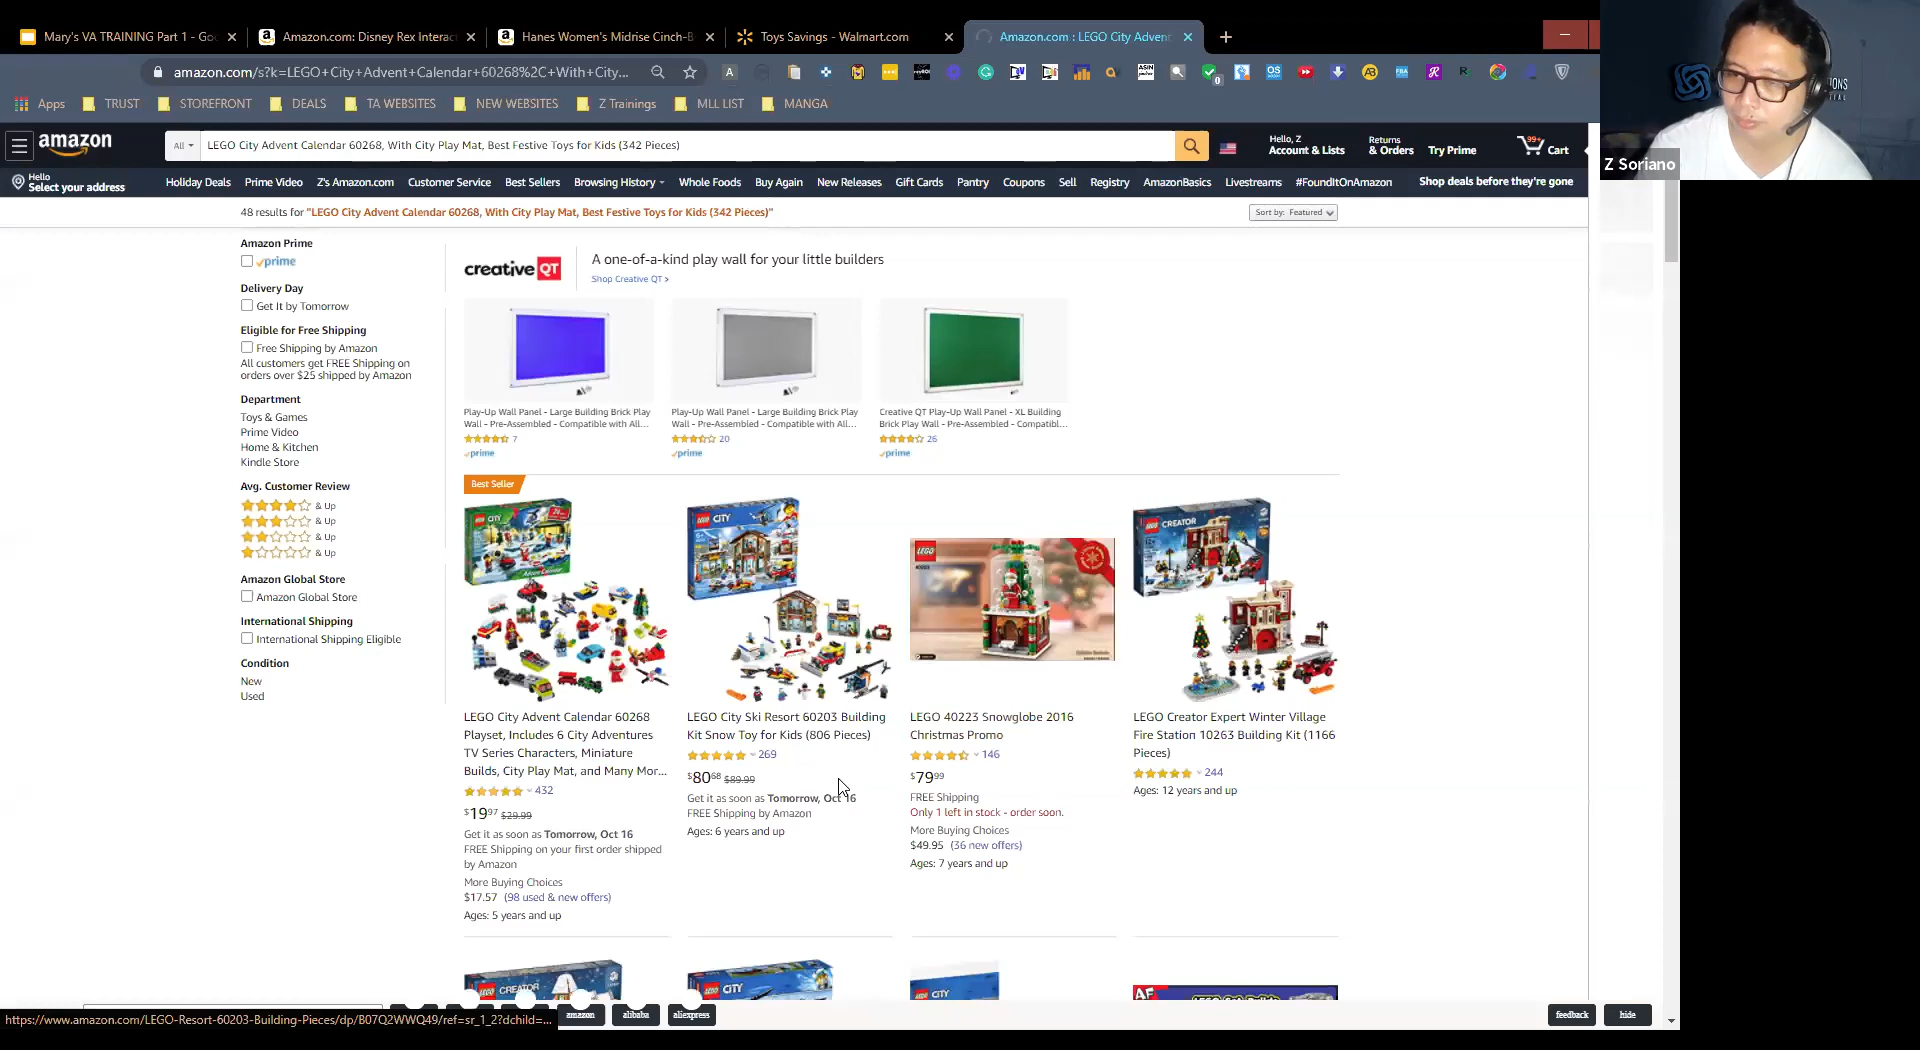 Mary's VA TRAINING Part 1 - Go
Amazon.com: Disney Rex Interac
Hanes Women's Midrise Cinch-B
Toys Savings - Walmart.com
Amazon.com : LEGO City Advent
amazon.com/s?k=LEGO+City+Advent+Calendar+60268%2C+With+City...
Apps TRUST STOREFRONT DEALS TA WEBSITES NEW WEBSITES Z Trainings MLL LIST MANGA
Z Soriano
amazon
All
LEGO City Advent Calendar 60268, With City Play Mat, Best Festive Toys for Kids (342 Pieces)
Hello, Z
Account & Lists
Returns
& Orders
Try Prime
99+
Cart
Hello
Select your address
Holiday Deals Prime Video Z's Amazon.com Customer Service Best Sellers Browsing History Whole Foods Buy Again New Releases Gift Cards Pantry Coupons Sell Registry AmazonBasics Livestreams #FoundItOnAmazon
Shop deals before they're gone
48 results for "LEGO City Advent Calendar 60268, With City Play Mat, Best Festive Toys for Kids (342 Pieces)"
Sort by: Featured
Amazon Prime
prime
Delivery Day
Get It by Tomorrow
Eligible for Free Shipping
Free Shipping by Amazon
All customers get FREE Shipping on
orders over $25 shipped by Amazon
Department
Toys & Games
Prime Video
Home & Kitchen
Kindle Store
Avg. Customer Review
& Up
& Up
& Up
& Up
Amazon Global Store
Amazon Global Store
International Shipping
International Shipping Eligible
Condition
New
Used
creative QT
A one-of-a-kind play wall for your little builders
Shop Creative QT >
Play-Up Wall Panel - Large Building Brick Play
Wall - Pre-Assembled - Compatible with All...
7
prime
Play-Up Wall Panel - Large Building Brick Play
Wall - Pre-Assembled - Compatible with All...
20
prime
Creative QT Play-Up Wall Panel - XL Building
Brick Play Wall - Pre-Assembled - Compatibl...
26
prime
Best Seller
LEGO City Advent Calendar 60268
Playset, Includes 6 City Adventures
TV Series Characters, Miniature
Builds, City Play Mat, and Many Mor...
432
$19.97 $29.99
Get it as soon as Tomorrow, Oct 16
FREE Shipping on your first order shipped
by Amazon
More Buying Choices
$17.57 (98 used & new offers)
Ages: 5 years and up
LEGO City Ski Resort 60203 Building
Kit Snow Toy for Kids (806 Pieces)
269
$80.68 $89.99
Get it as soon as Tomorrow, Oct 16
FREE Shipping by Amazon
Ages: 6 years and up
LEGO 40223 Snowglobe 2016
Christmas Promo
146
$79.99
FREE Shipping
Only 1 left in stock - order soon.
More Buying Choices
$49.95 (36 new offers)
Ages: 7 years and up
LEGO Creator Expert Winter Village
Fire Station 10263 Building Kit (1166
Pieces)
244
Ages: 12 years and up
https://www.amazon.com/LEGO-Resort-60203-Building-Pieces/dp/B07Q2WWQ49/ref=sr_1_2?dchild=...
amazon
alibaba
aliexpress
feedback
hide